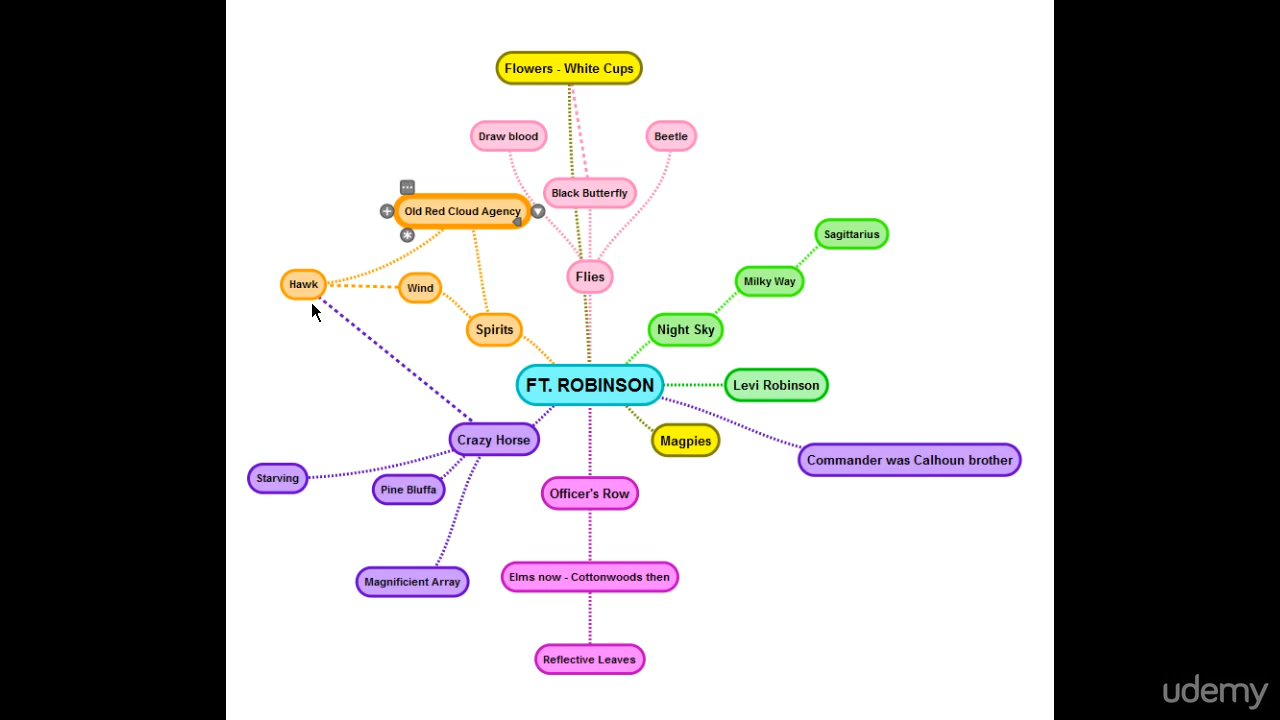 Flowers - White Cups
Draw blood
Beetle
Black Butterfly
Old Red Cloud Agency
Sagittarius
Flies
Milky Way
Hawk
Wind
Spirits
Night Sky
FT. ROBINSON
Levi Robinson
Crazy Horse
Magpies
Commander was Calhoun brother
Starving
Pine Bluffa
Officer's Row
Magnificient Array
Elms now - Cottonwoods then
Reflective Leaves
udemy